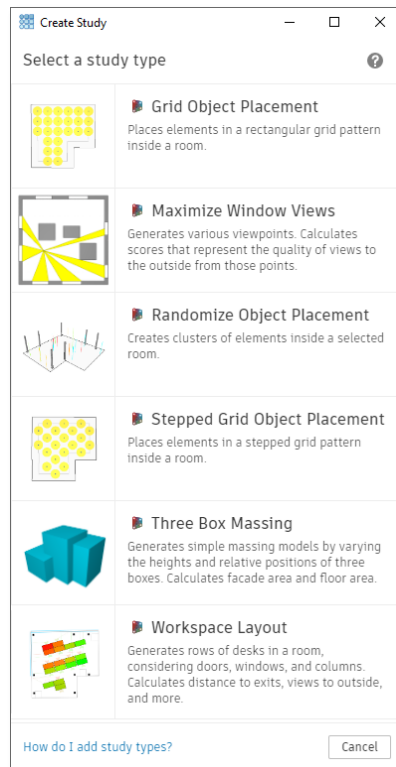 Create Study
Select a study type
Grid Object Placement
Places elements in a rectangular grid pattern
inside a room.
Maximize Window Views
Generates various viewpoints. Calculates
scores that represent the quality of views to
the outside from those points.
Randomize Object Placement
Creates clusters of elements inside a selected
room.
Stepped Grid Object Placement
Places elements in a stepped grid pattern
inside a room.
Three Box Massing
Generates simple massing models by varying
the heights and relative positions of three
boxes. Calculates facade area and floor area.
Workspace Layout
Generates rows of desks in a room,
considering doors, windows, and columns.
Calculates distance to exits, views to outside,
and more.
How do I add study types?
Cancel